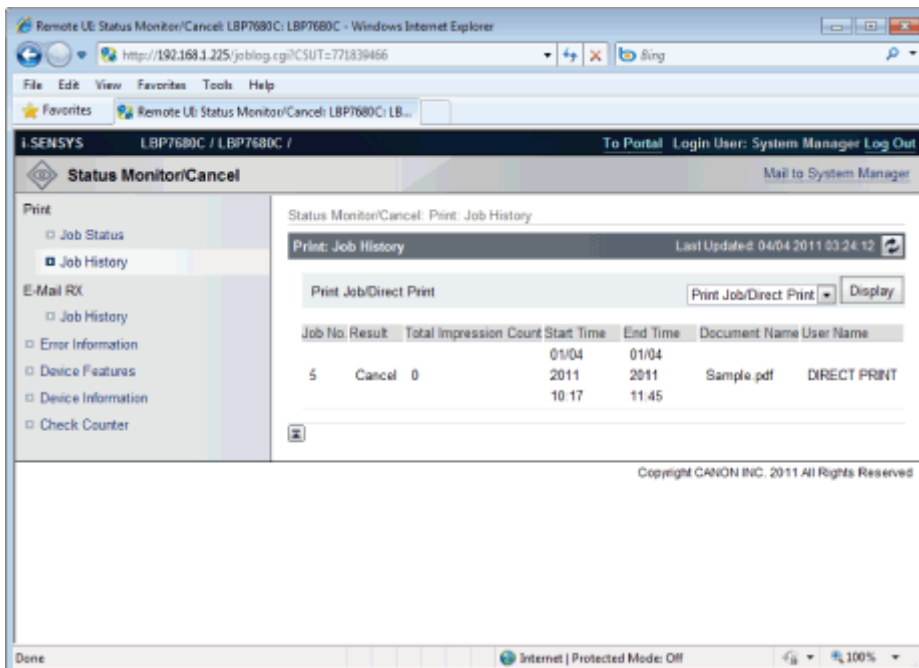 Remote UI: Status Monitor/Cancel: LBP7680C: LBP7680C - Windows Internet Explorer
http://192.168.1.225/joblog.cgi?CSUT=771839466
Bing
File Edit View Favorites Tools Help
Favorites Remote UI: Status Monitor/Cancel: LBP7680C: LB...
i-SENSYS LBP7680C / LBP7680C / To Portal Login User: System Manager Log Out
Status Monitor/Cancel Mail to System Manager
Print
Job Status
Job History
E-Mail RX
Job History
Error Information
Device Features
Device Information
Check Counter
Status Monitor/Cancel: Print: Job History
Print: Job History Last Updated: 04/04 2011 03:24:12
Print Job/Direct Print Print Job/Direct Print Display
Job No. Result Total Impression Count Start Time End Time Document Name User Name
01/04 01/04
5 Cancel 0 2011 2011 Sample.pdf DIRECT PRINT
10:17 11:45
Copyright CANON INC. 2011 All Rights Reserved
Done Internet | Protected Mode: Off 100%